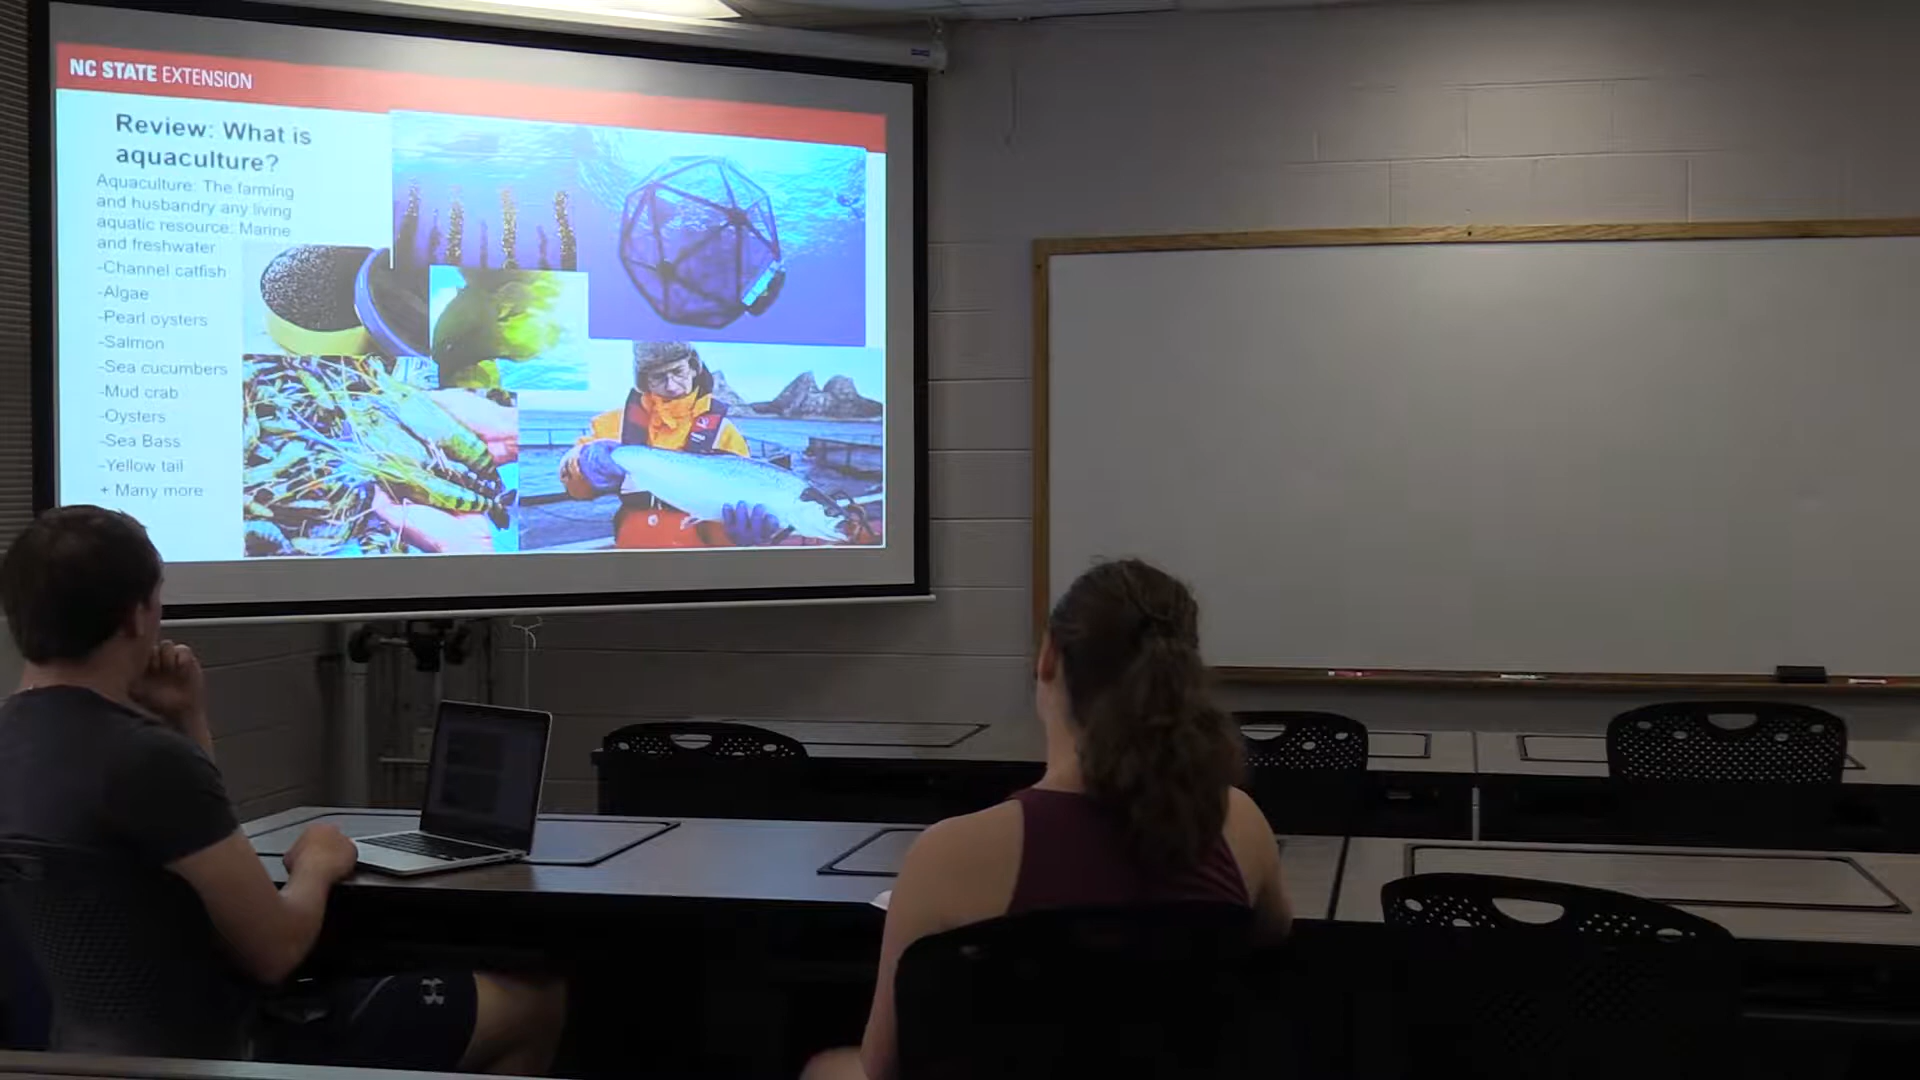 NC STATE EXTENSION
Review: What is
aquaculture?
Aquaculture: The farming
and husbandry any living
aquatic resource: Marine
and freshwater
-Channel catfish
-Algae
-Pearl oysters
-Salmon
-Sea cucumbers
-Mud crab
-Oysters
-Sea Bass
-Yellow tail
+ Many more